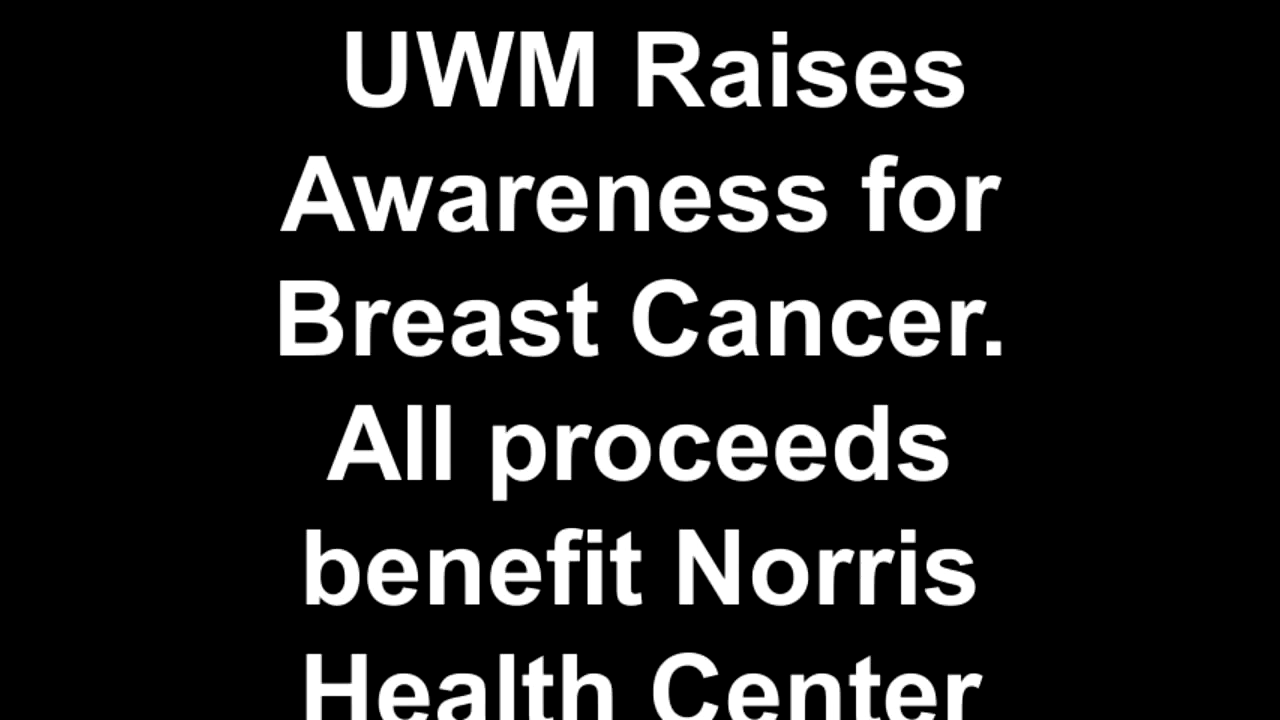 UWM Raises
Awareness for
Breast Cancer.
All proceeds
benefit Norris
Health Center